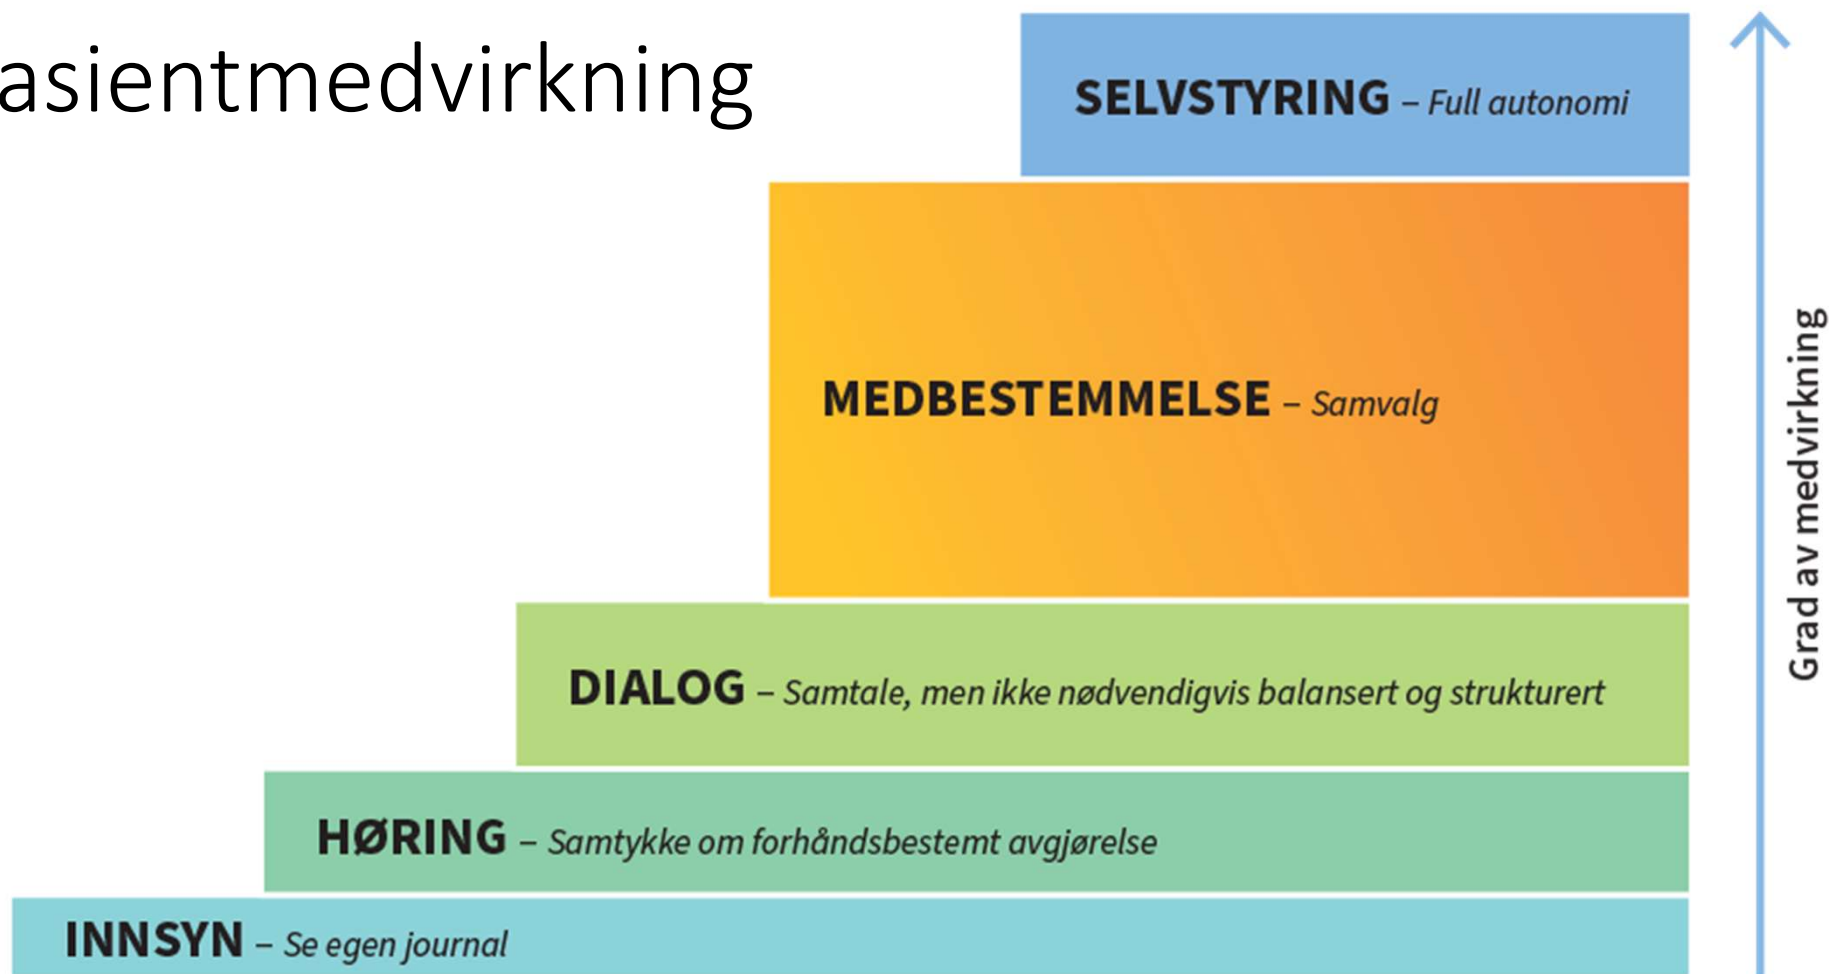 asientmedvirkning
SELVSTYRING – Full autonomi
MEDBESTEMMELSE – Samvalg
DIALOG – Samtale, men ikke nødvendigvis balansert og strukturert
HØRING – Samtykke om forhåndsbestemt avgjørelse
INNSYN – Se egen journal
Grad av medvirkning